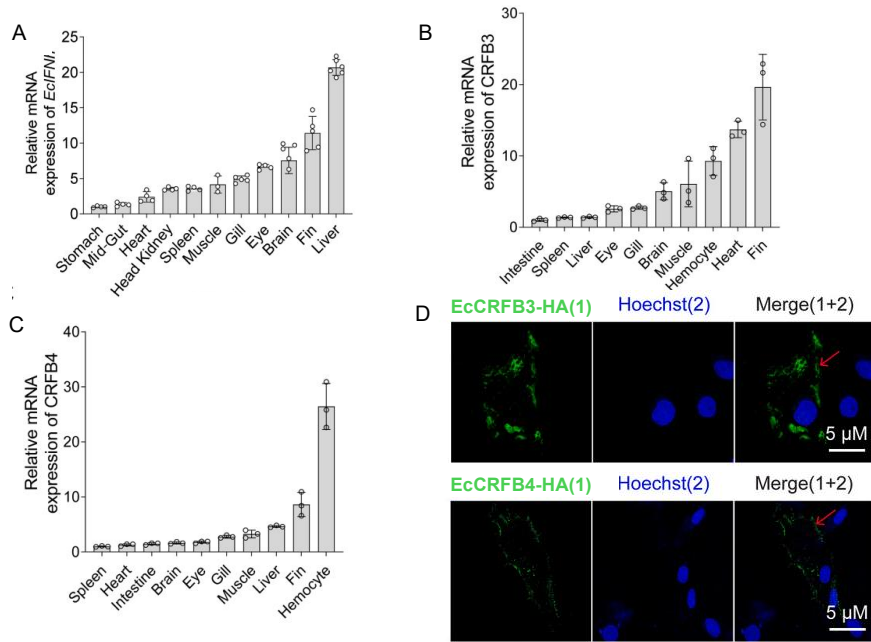 A
Relative mRNA
expression of EcIFNI.
25
20
15
10
5
0
Stomach
Mid-Gut
Heart
Head Kidney
Spleen
Muscle
Gill
Eye
Brain
Fin
Liver
B
Relative mRNA
expression of CRFB3
30
20
10
0
Intestine
Spleen
Liver
Eye
Gill
Brain
Muscle
Hemocyte
Heart
Fin
C
Relative mRNA
expression of CRFB4
40
30
20
10
0
Spleen
Heart
Intestine
Brain
Eye
Gill
Muscle
Liver
Fin
Hemocyte
D
EcCRFB3-HA(1) Hoechst(2) Merge(1+2)
5 µM
EcCRFB4-HA(1) Hoechst(2) Merge(1+2)
5 µM